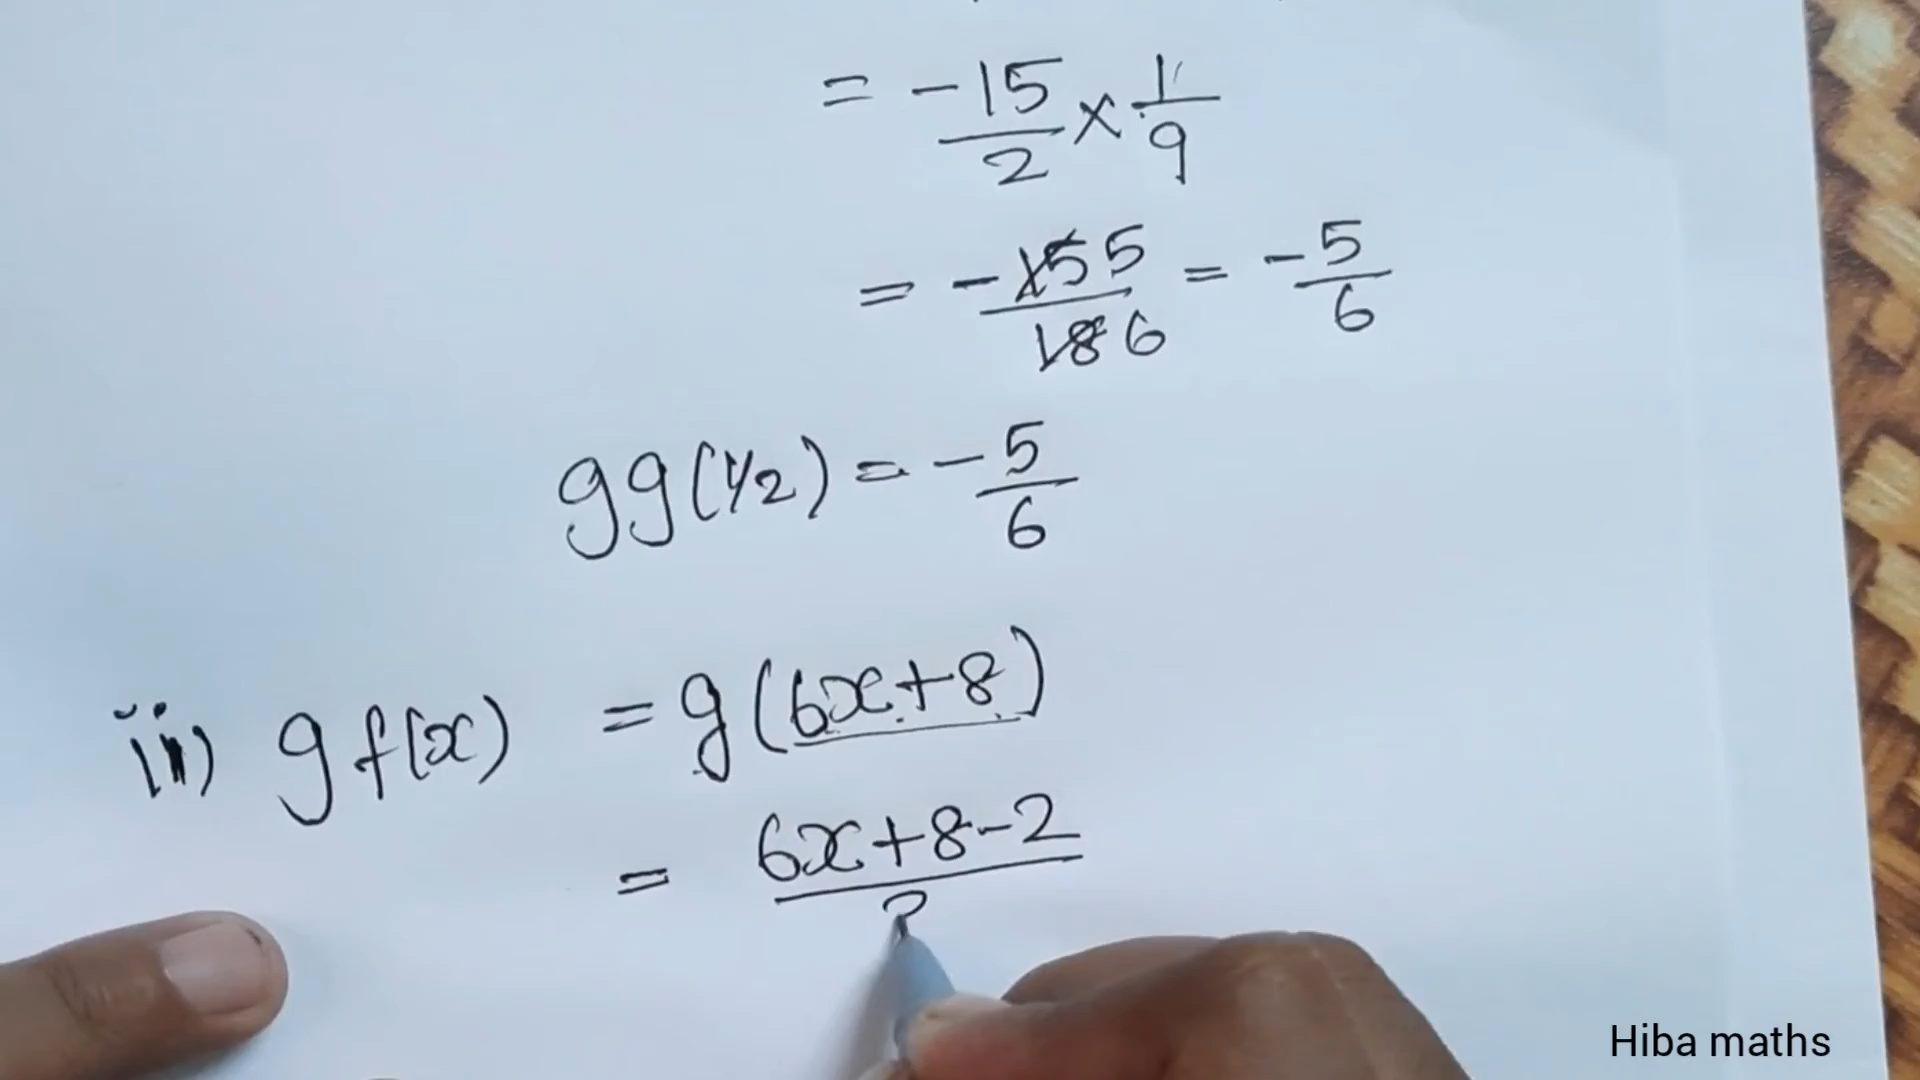 = -15/2 × 1/9
= -15 5/18 6 = -5/6
gg(1/2) = -5/6
ii) gf(x) = g(6x+8)
= 6x+8-2
Hiba maths